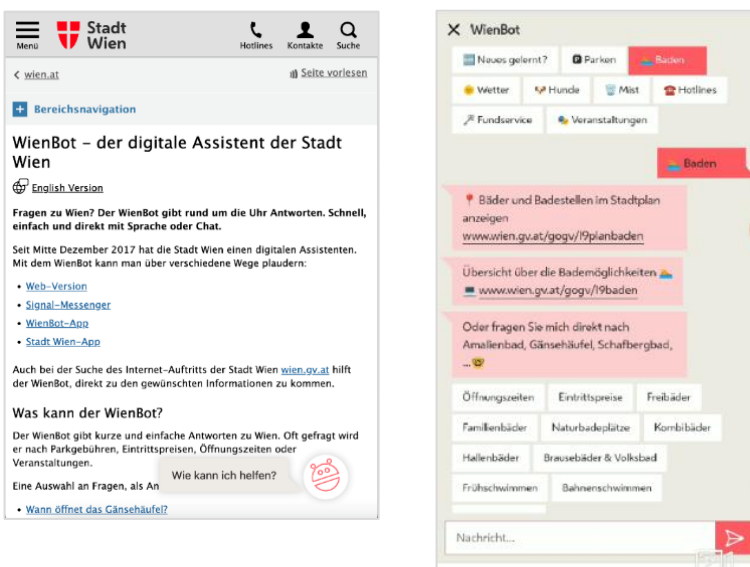 Menü
Stadt
Wien
Hotlines
Kontakte
Suche
< wien.at
Seite vorlesen
+ Bereichsnavigation
WienBot – der digitale Assistent der Stadt
Wien
English Version
Fragen zu Wien? Der WienBot gibt rund um die Uhr Antworten. Schnell,
einfach und direkt mit Sprache oder Chat.
Seit Mitte Dezember 2017 hat die Stadt Wien einen digitalen Assistenten.
Mit dem WienBot kann man über verschiedene Wege plaudern:
• Web-Version
• Signal-Messenger
• WienBot-App
• Stadt Wien-App
Auch bei der Suche des Internet-Auftritts der Stadt Wien wien.gv.at hilft
der WienBot, direkt zu den gewünschten Informationen zu kommen.
Was kann der WienBot?
Der WienBot gibt kurze und einfache Antworten zu Wien. Oft gefragt wird
er nach Parkgebühren, Eintrittspreisen, Öffnungszeiten oder
Veranstaltungen.
Eine Auswahl an Fragen, als An
Wie kann ich helfen?
• Wann öffnet das Gänsehäufel?
X WienBot
Neues gelernt? P Parken Baden
Wetter Hunde Mist Hotlines
Fundservice Veranstaltungen
Baden
Bäder und Badestellen im Stadtplan
anzeigen
www.wien.gv.at/gogv/l9planbaden
Übersicht über die Bademöglichkeiten
www.wien.gv.at/gogv/l9baden
Oder fragen Sie mich direkt nach
Amalienbad, Gänsehäufel, Schafbergbad,
...
Öffnungszeiten Eintrittspreise Freibäder
Familienbäder Naturbadeplätze Kombibäder
Hallenbäder Brausebäder & Volksbad
Frühschwimmen Bahnenschwimmen
Nachricht...